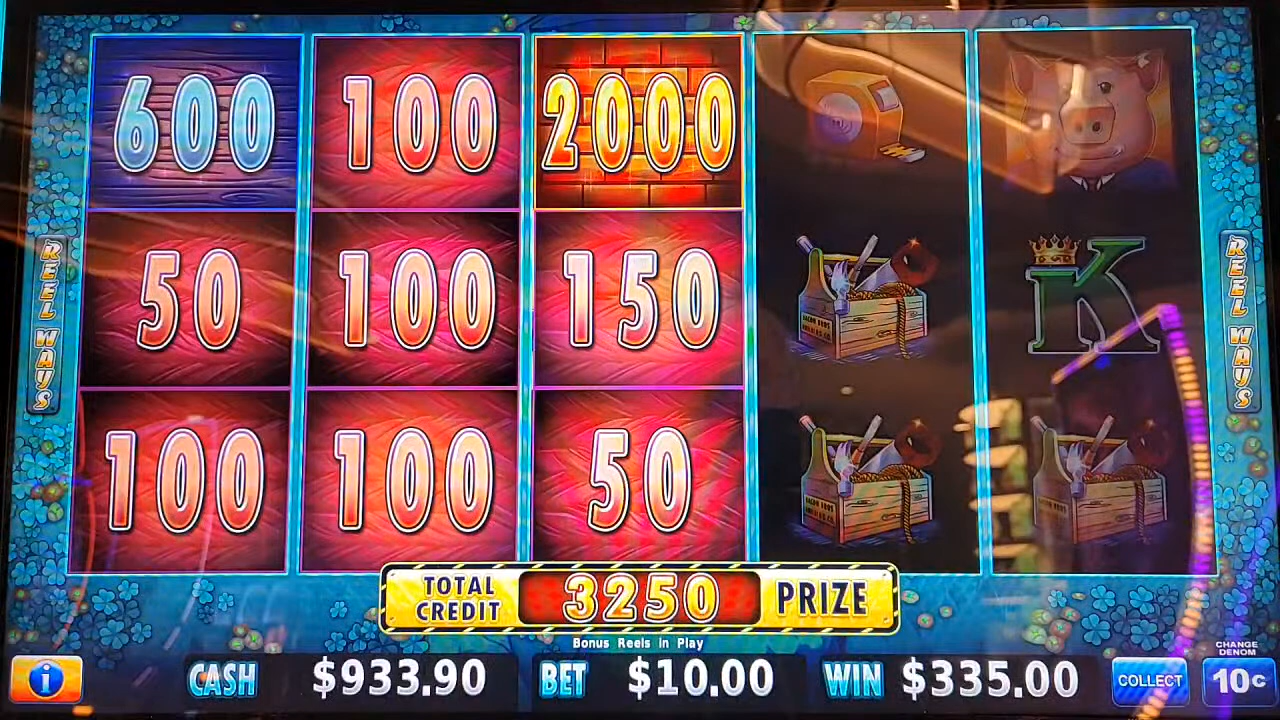 600 100 2000
50 100 150
K
100 100 50
REEL WAYS
REEL WAYS
TOTAL
CREDIT
3250
PRIZE
Bonus Reels in Play
CASH $933.90 BET $10.00 WIN $335.00
COLLECT
CHANGE
DENOM
10¢